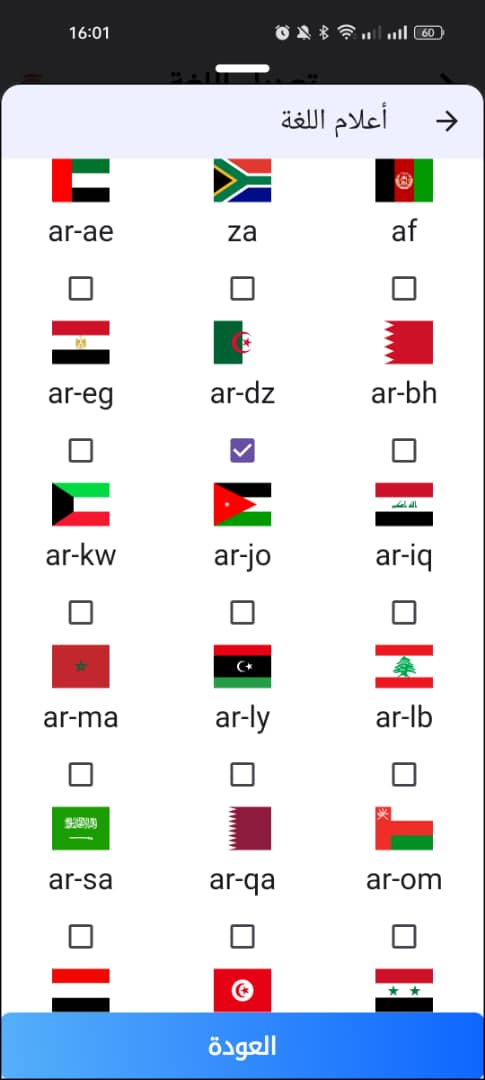 16:01
60
أعلام اللغة
af
za
ar-ae
ar-bh
ar-dz
ar-eg
ar-iq
ar-jo
ar-kw
ar-lb
ar-ly
ar-ma
ar-om
ar-qa
ar-sa
العودة